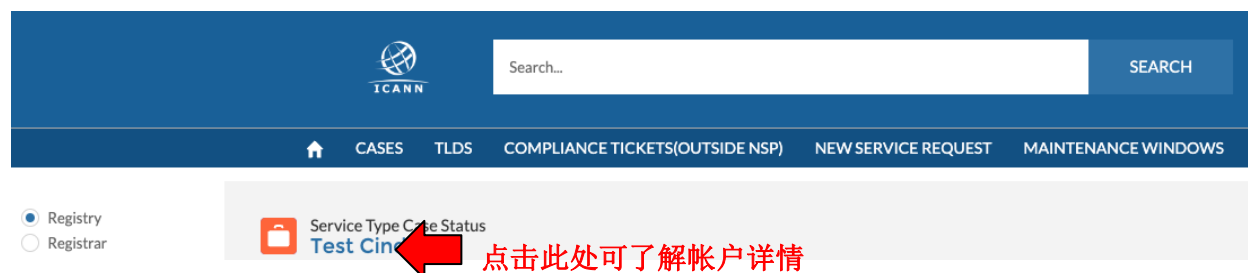 ICANN
Search...
SEARCH
CASES TLDS COMPLIANCE TICKETS(OUTSIDE NSP) NEW SERVICE REQUEST MAINTENANCE WINDOWS
Registry
Registrar
Service Type Case Status
Test
点击此处可了解帐户详情